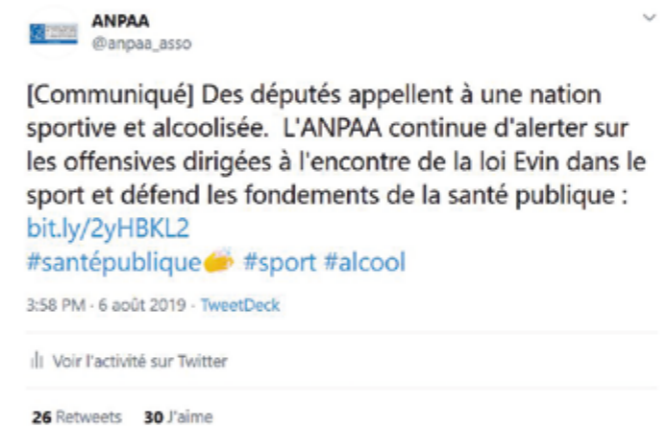 ANPAA
@anpaa_asso
[Communiqué] Des députés appellent à une nation
sportive et alcoolisée. L'ANPAA continue d'alerter sur
les offensives dirigées à l'encontre de la loi Evin dans le
sport et défend les fondements de la santé publique :
bit.ly/2yHBKL2
#santépublique #sport #alcool
3:58 PM · 6 août 2019 · TweetDeck
Voir l'activité sur Twitter
26 Retweets 30 J'aime